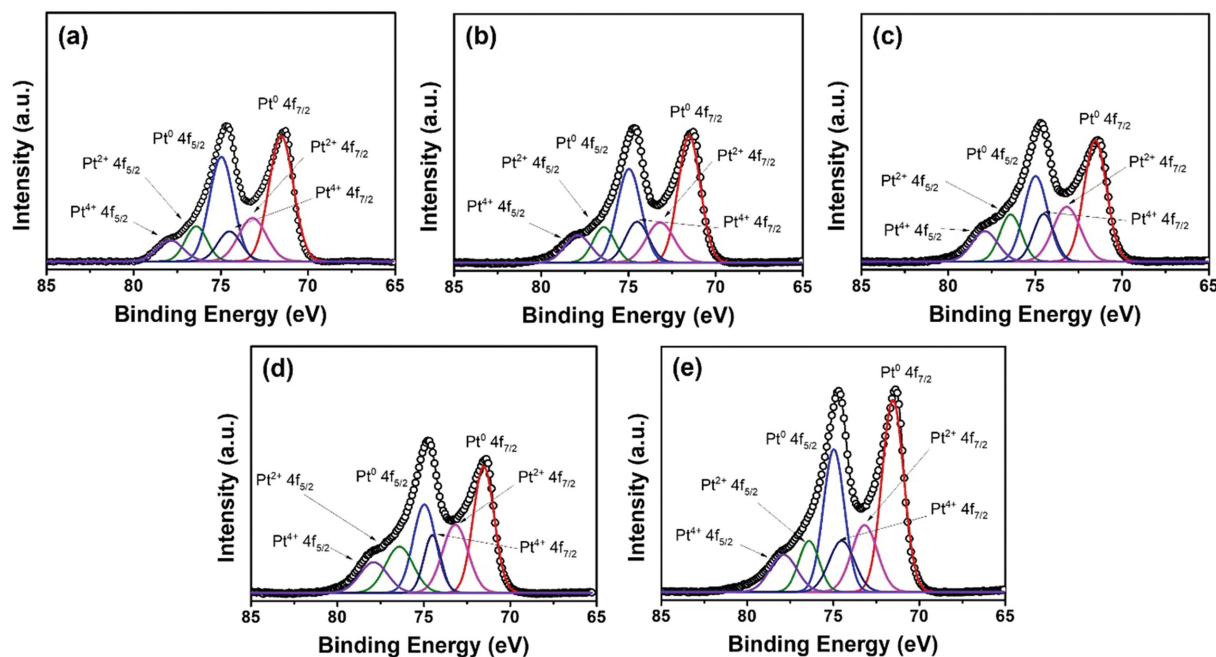 (a)
Intensity (a.u.)
Pt⁰ 4f₇/₂
Pt⁰ 4f₅/₂
Pt²⁺ 4f₇/₂
Pt²⁺ 4f₅/₂
Pt⁴⁺ 4f₇/₂
Pt⁴⁺ 4f₅/₂
85 80 75 70 65
Binding Energy (eV)
(b)
Intensity (a.u.)
Pt⁰ 4f₇/₂
Pt⁰ 4f₅/₂
Pt²⁺ 4f₇/₂
Pt²⁺ 4f₅/₂
Pt⁴⁺ 4f₅/₂
Pt⁴⁺ 4f₇/₂
85 80 75 70 65
Binding Energy (eV)
(c)
Intensity (a.u.)
Pt⁰ 4f₇/₂
Pt⁰ 4f₅/₂
Pt²⁺ 4f₇/₂
Pt²⁺ 4f₅/₂
Pt⁴⁺ 4f₅/₂
Pt⁴⁺ 4f₇/₂
85 80 75 70 65
Binding Energy (eV)
(d)
Intensity (a.u.)
Pt⁰ 4f₇/₂
Pt⁰ 4f₅/₂
Pt²⁺ 4f₇/₂
Pt²⁺ 4f₅/₂
Pt⁴⁺ 4f₅/₂
Pt⁴⁺ 4f₇/₂
85 80 75 70 65
Binding Energy (eV)
(e)
Intensity (a.u.)
Pt⁰ 4f₇/₂
Pt⁰ 4f₅/₂
Pt²⁺ 4f₇/₂
Pt²⁺ 4f₅/₂
Pt⁴⁺ 4f₇/₂
Pt⁴⁺ 4f₅/₂
85 80 75 70 65
Binding Energy (eV)